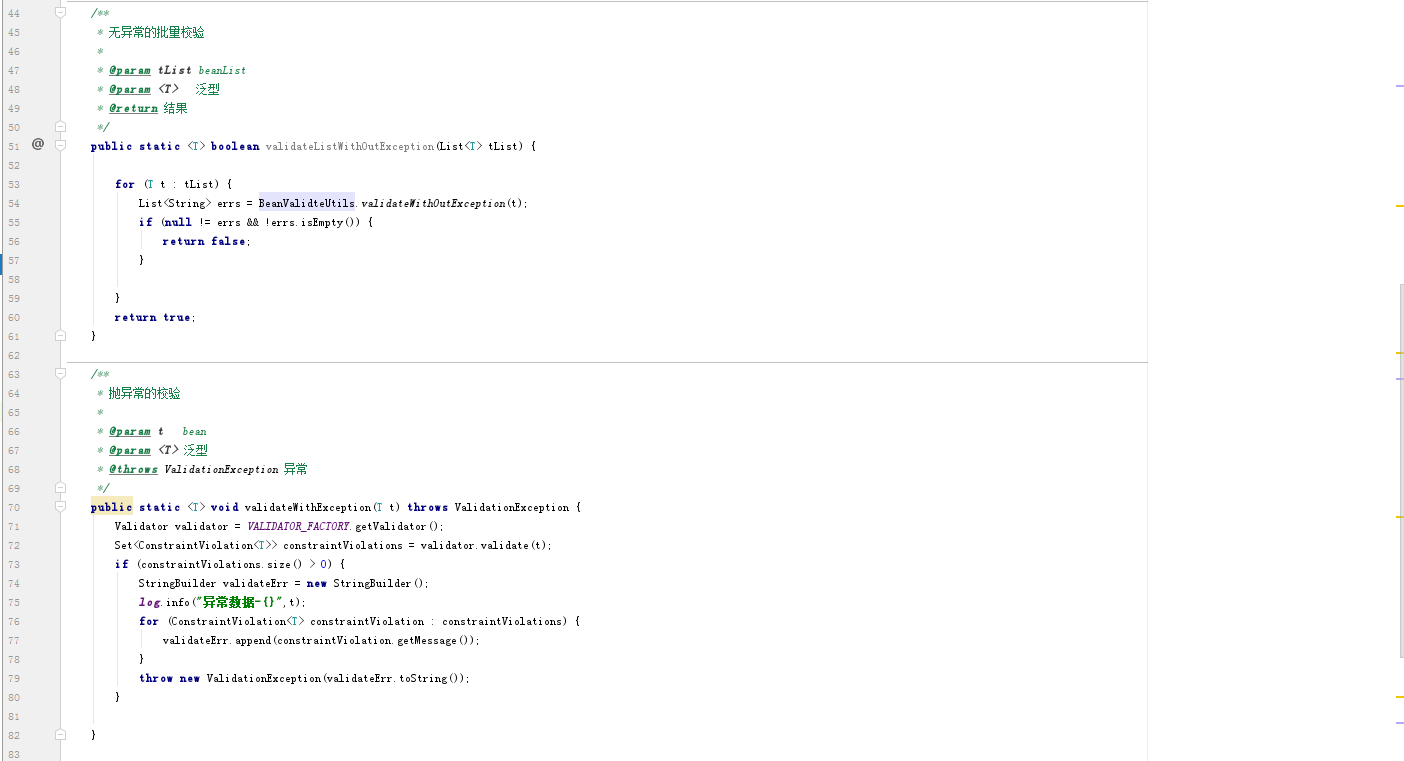 44 /**
45 * 无异常的批量校验
46 *
47 * @param tList beanList
48 * @param <T> 泛型
49 * @return 结果
50 */
51 @ public static <T> boolean validateListWithOutException(List<T> tList) {
52
53 for (T t : tList) {
54 List<String> errs = BeanValidteUtils.validateWithOutException(t);
55 if (null != errs && !errs.isEmpty()) {
56 return false;
57 }
58
59 }
60 return true;
61 }
62
63 /**
64 * 抛异常的校验
65 *
66 * @param t bean
67 * @param <T> 泛型
68 * @throws ValidationException 异常
69 */
70 public static <T> void validateWithException(T t) throws ValidationException {
71 Validator validator = VALIDATOR_FACTORY.getValidator();
72 Set<ConstraintViolation<T>> constraintViolations = validator.validate(t);
73 if (constraintViolations.size() > 0) {
74 StringBuilder validateErr = new StringBuilder();
75 log.info("异常数据-{}",t);
76 for (ConstraintViolation<T> constraintViolation : constraintViolations) {
77 validateErr.append(constraintViolation.getMessage());
78 }
79 throw new ValidationException(validateErr.toString());
80 }
81
82 }
83